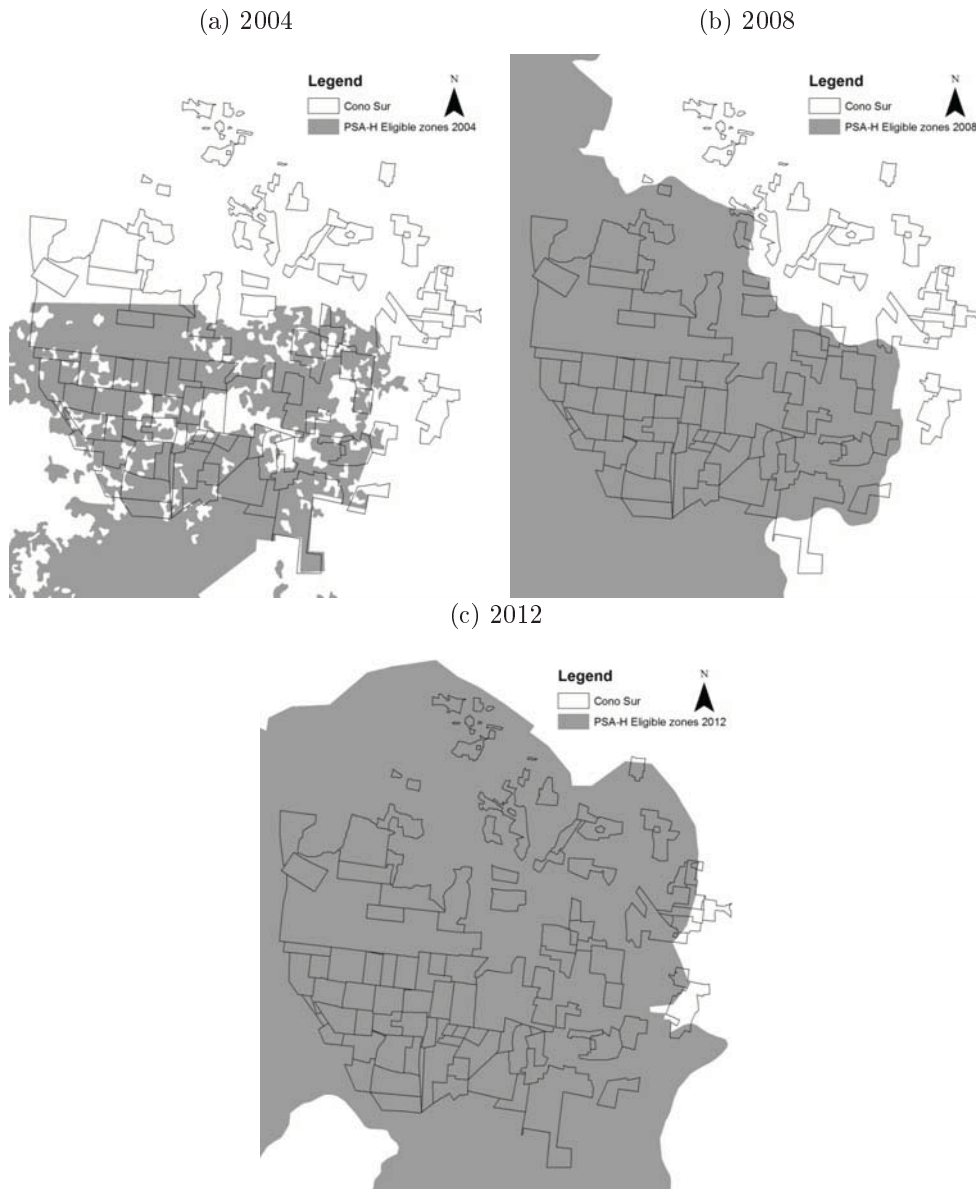 (a) 2004
(b) 2008
Legend
N
Cono Sur
PSA-H Eligible zones 2004
Legend
N
Cono Sur
PSA-H Eligible zones 2008
(c) 2012
Legend
N
Cono Sur
PSA-H Eligible zones 2012